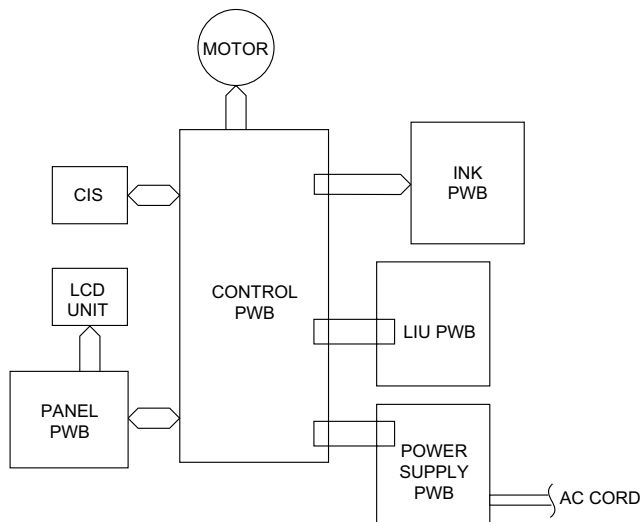 MOTOR
CIS
INK
PWB
LCD
UNIT
CONTROL
PWB
LIU PWB
PANEL
PWB
POWER
SUPPLY
PWB
AC CORD